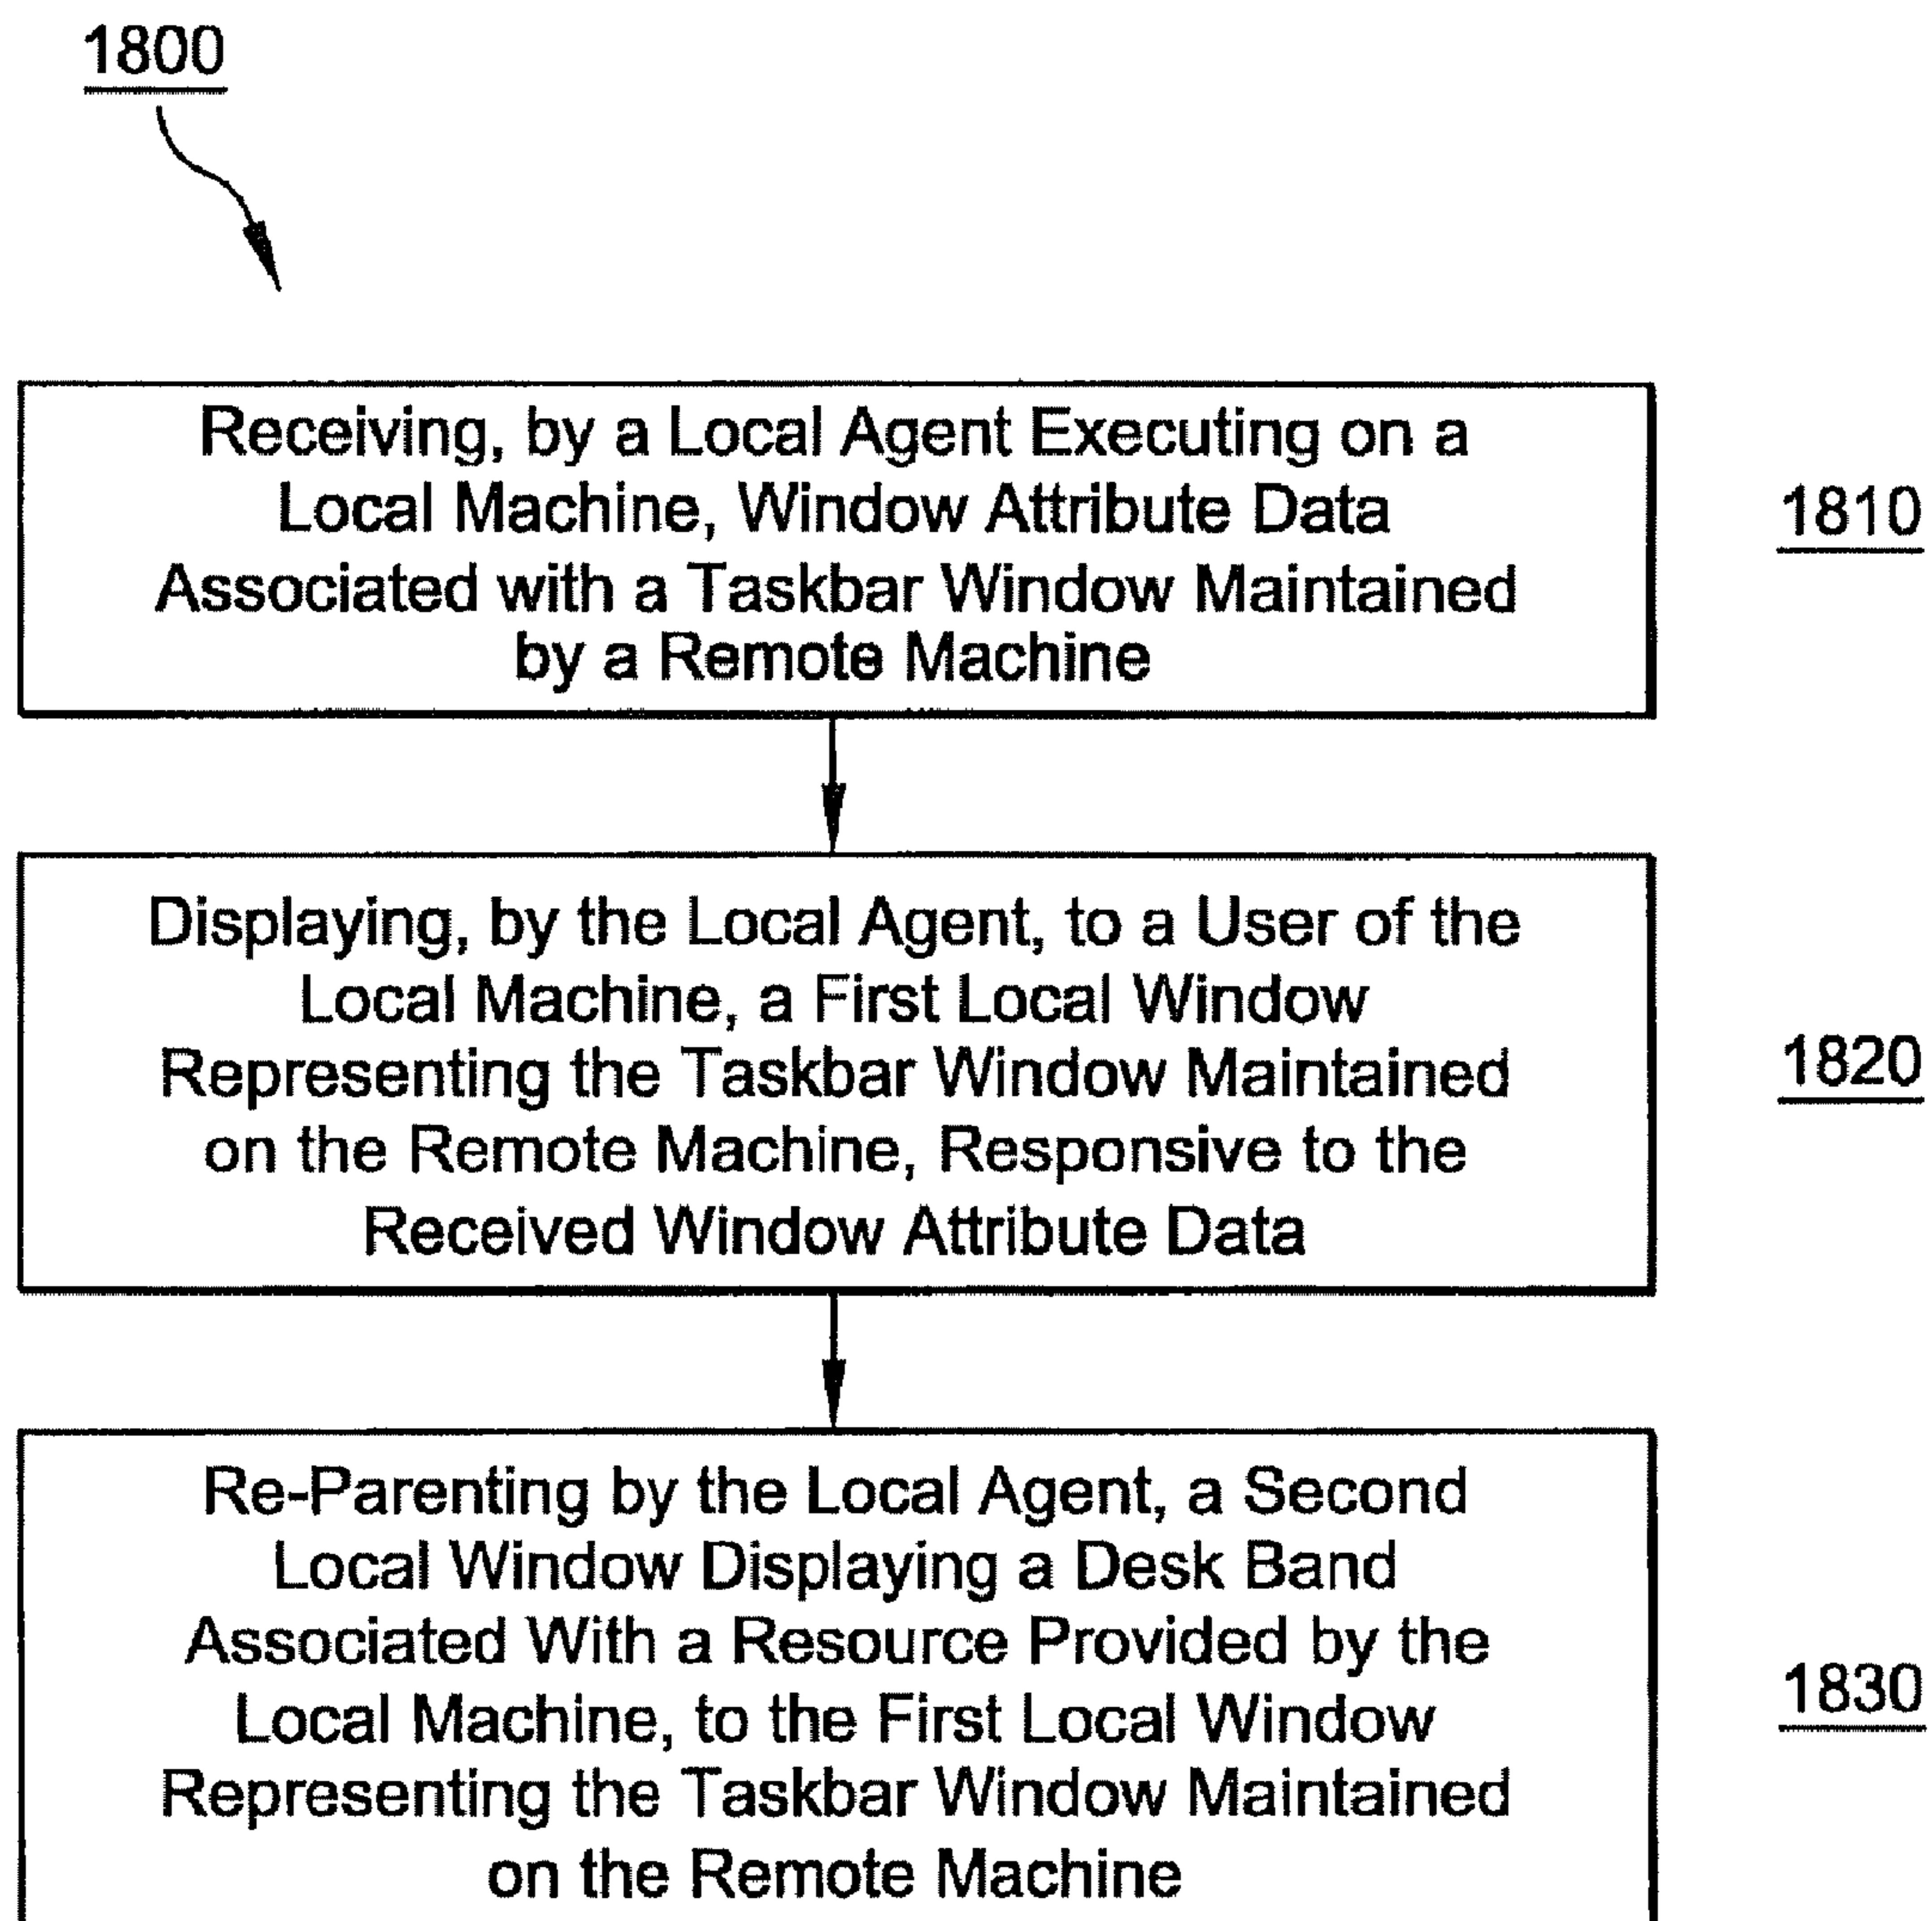 1800
Receiving, by a Local Agent Executing on a
Local Machine, Window Attribute Data
Associated with a Taskbar Window Maintained
by a Remote Machine
1810
Displaying, by the Local Agent, to a User of the
Local Machine, a First Local Window
Representing the Taskbar Window Maintained
on the Remote Machine, Responsive to the
Received Window Attribute Data
1820
Re-Parenting by the Local Agent, a Second
Local Window Displaying a Desk Band
Associated With a Resource Provided by the
Local Machine, to the First Local Window
Representing the Taskbar Window Maintained
on the Remote Machine
1830